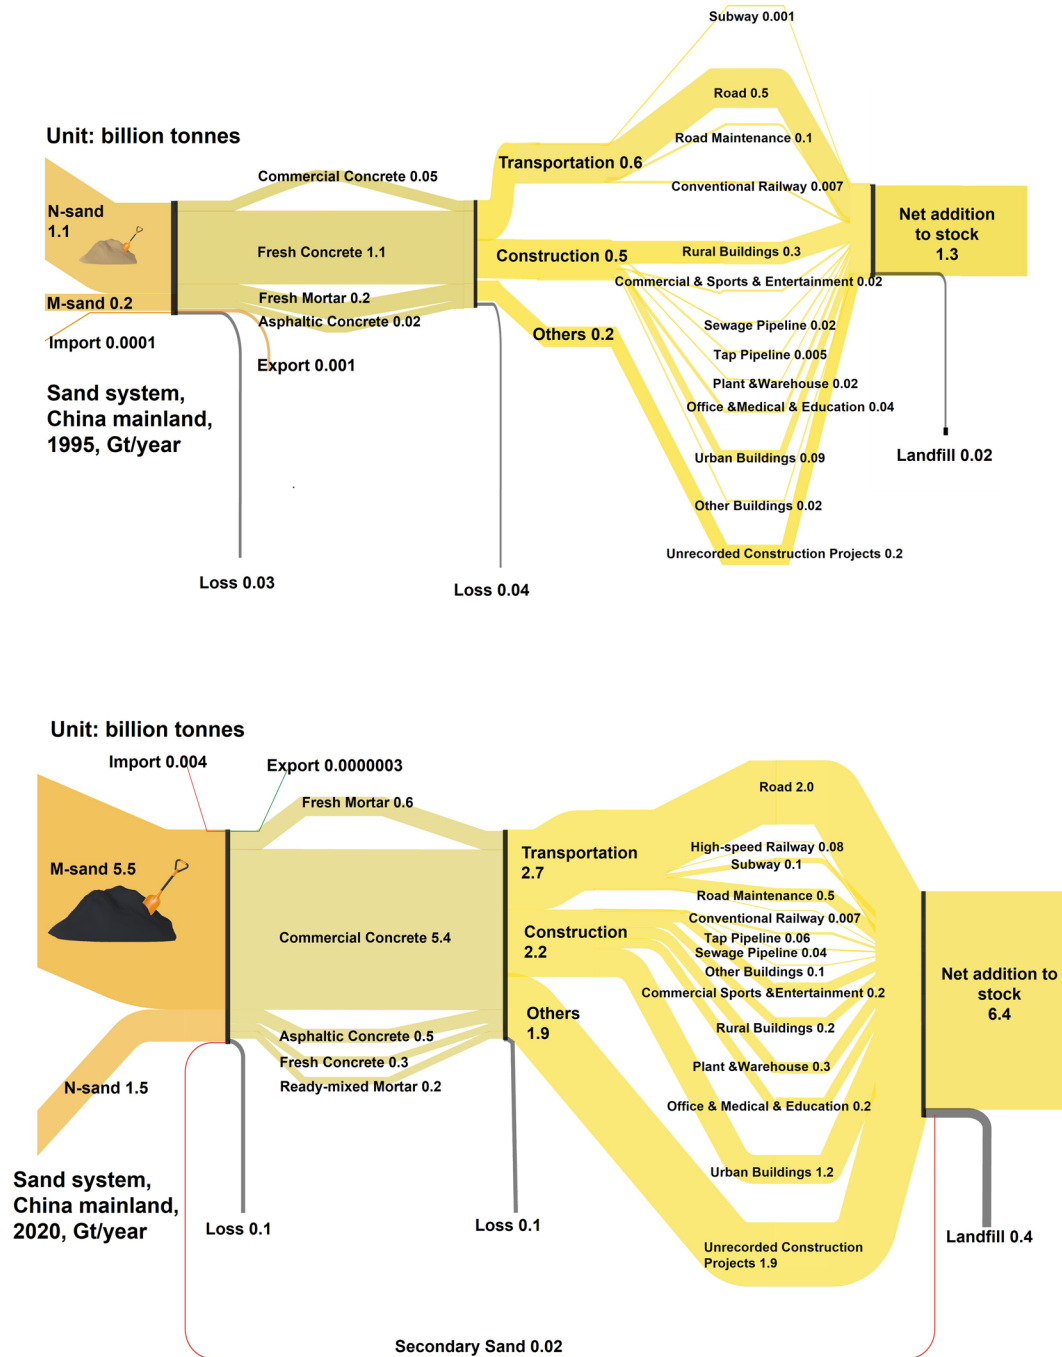 Subway 0.001
Road 0.5
Unit: billion tonnes
Road Maintenance 0.1
Transportation 0.6
Commercial Concrete 0.05
Conventional Railway 0.007
N-sand
1.1
Net addition
to stock
1.3
Fresh Concrete 1.1
Construction 0.5
Rural Buildings 0.3
Commercial & Sports & Entertainment 0.02
M-sand 0.2
Fresh Mortar 0.2
Asphaltic Concrete 0.02
Sewage Pipeline 0.02
Others 0.2
Import 0.0001
Tap Pipeline 0.005
Export 0.001
Plant &Warehouse 0.02
Sand system,
China mainland,
1995, Gt/year
Office &Medical & Education 0.04
Urban Buildings 0.09
Landfill 0.02
Other Buildings 0.02
Unrecorded Construction Projects 0.2
Loss 0.03
Loss 0.04
Unit: billion tonnes
Import 0.004
Export 0.0000003
Road 2.0
Fresh Mortar 0.6
High-speed Railway 0.08
Transportation
2.7
Subway 0.1
M-sand 5.5
Road Maintenance 0.5
Conventional Railway 0.007
Commercial Concrete 5.4
Construction
2.2
Tap Pipeline 0.06
Sewage Pipeline 0.04
Other Buildings 0.1
Net addition to
stock
6.4
Commercial Sports &Entertainment 0.2
Others
1.9
Rural Buildings 0.2
Asphaltic Concrete 0.5
Fresh Concrete 0.3
Plant &Warehouse 0.3
N-sand 1.5
Ready-mixed Mortar 0.2
Office & Medical & Education 0.2
Urban Buildings 1.2
Sand system,
China mainland,
2020, Gt/year
Loss 0.1
Loss 0.1
Landfill 0.4
Unrecorded Construction
Projects 1.9
Secondary Sand 0.02